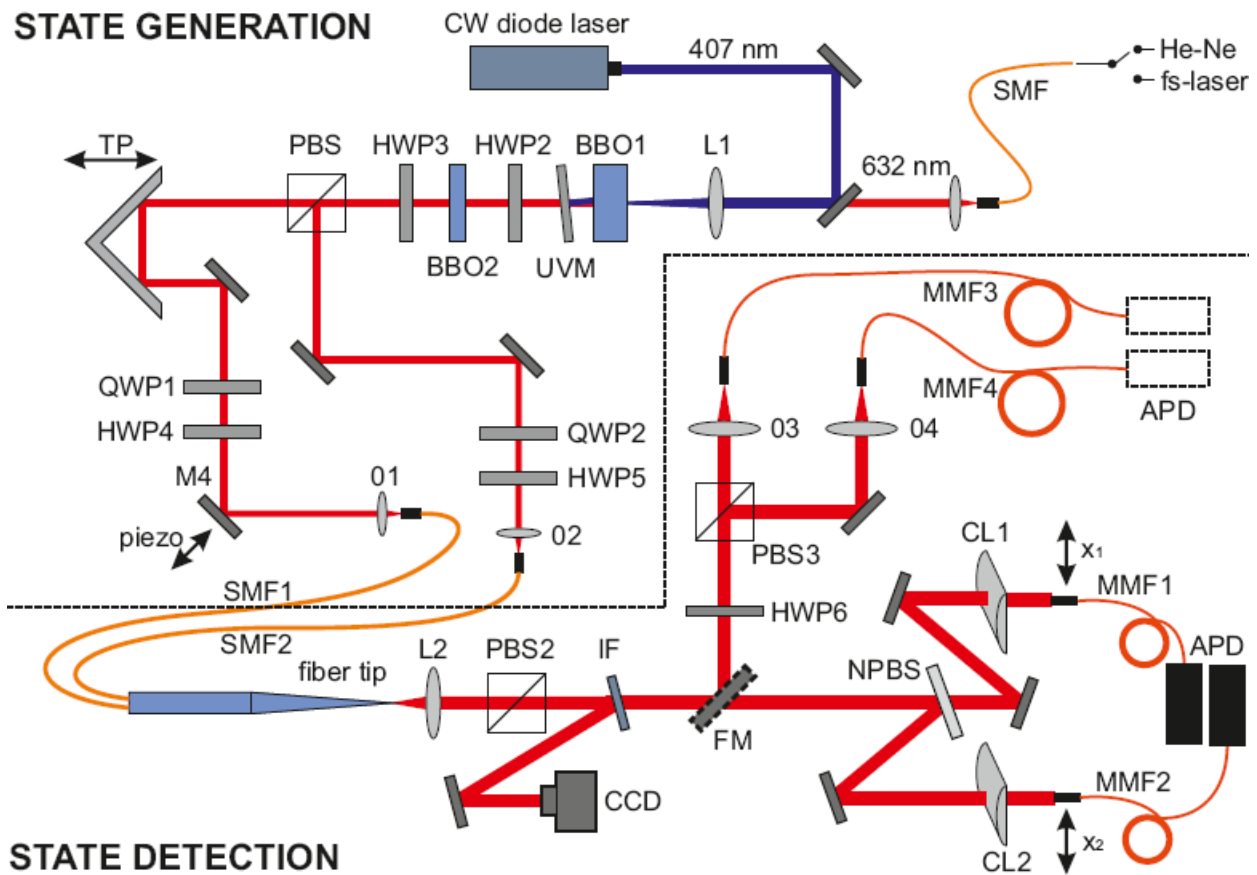 STATE GENERATION
CW diode laser
407 nm
He-Ne
fs-laser
SMF
TP
PBS
HWP3
HWP2
BBO1
L1
632 nm
BBO2
UVM
MMF3
MMF4
APD
QWP1
HWP4
QWP2
HWP5
03
04
M4
01
piezo
02
PBS3
CL1
x1
MMF1
SMF1
SMF2
HWP6
fiber tip
L2
PBS2
IF
NPBS
APD
FM
CCD
MMF2
CL2
x2
STATE DETECTION